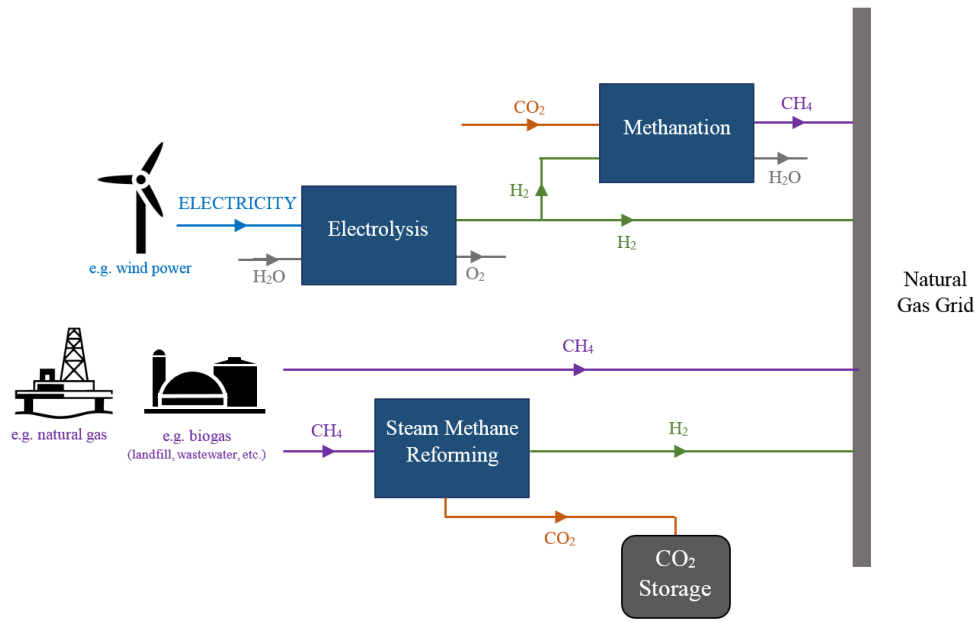 CO₂
Methanation
CH₄
H₂O
H₂
ELECTRICITY
Electrolysis
H₂
e.g. wind power
H₂O
O₂
Natural
Gas Grid
CH₄
e.g. natural gas
e.g. biogas
(landfill, wastewater, etc.)
CH₄
Steam Methane
Reforming
H₂
CO₂
CO₂
Storage